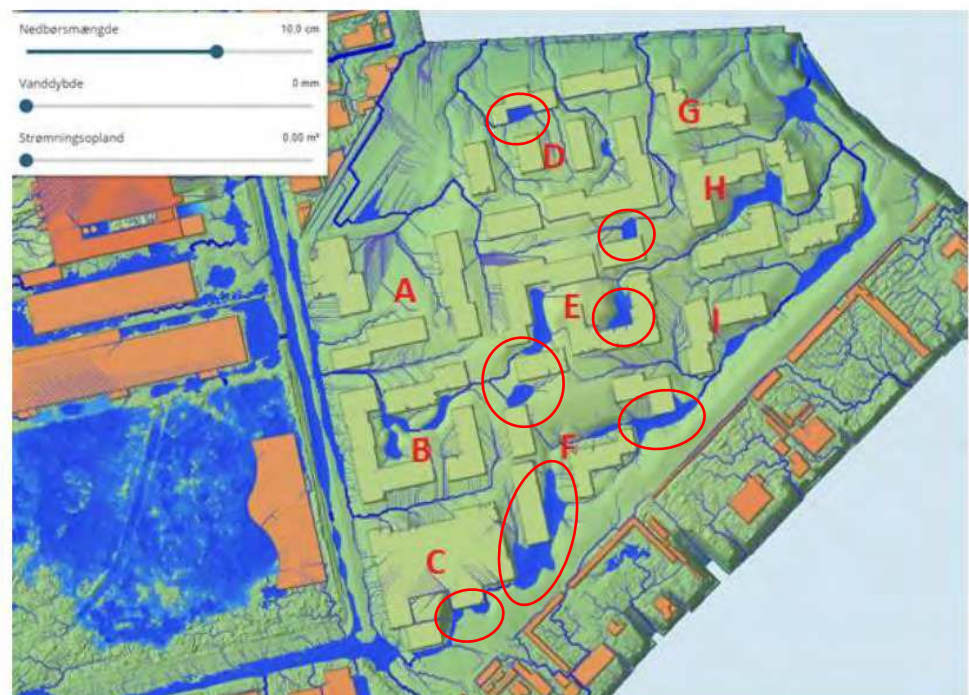 Nedbørsmængde 10,0 cm
Vanddybde 0 mm
Strømningsopland 0.00 m²
G
D
H
A
E
I
B
F
C